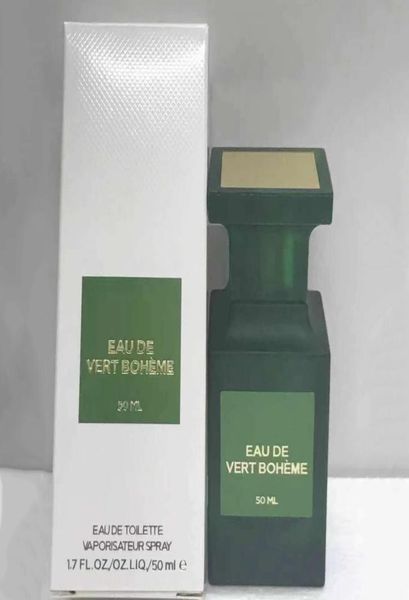 EAU DE
VERT BOHÈME
50 ML
EAU DE TOILETTE
VAPORISATEUR SPRAY
1.7 FL.OZ/OZ.LIQ/50 ml e
EAU DE
VERT BOHÈME
50 ML